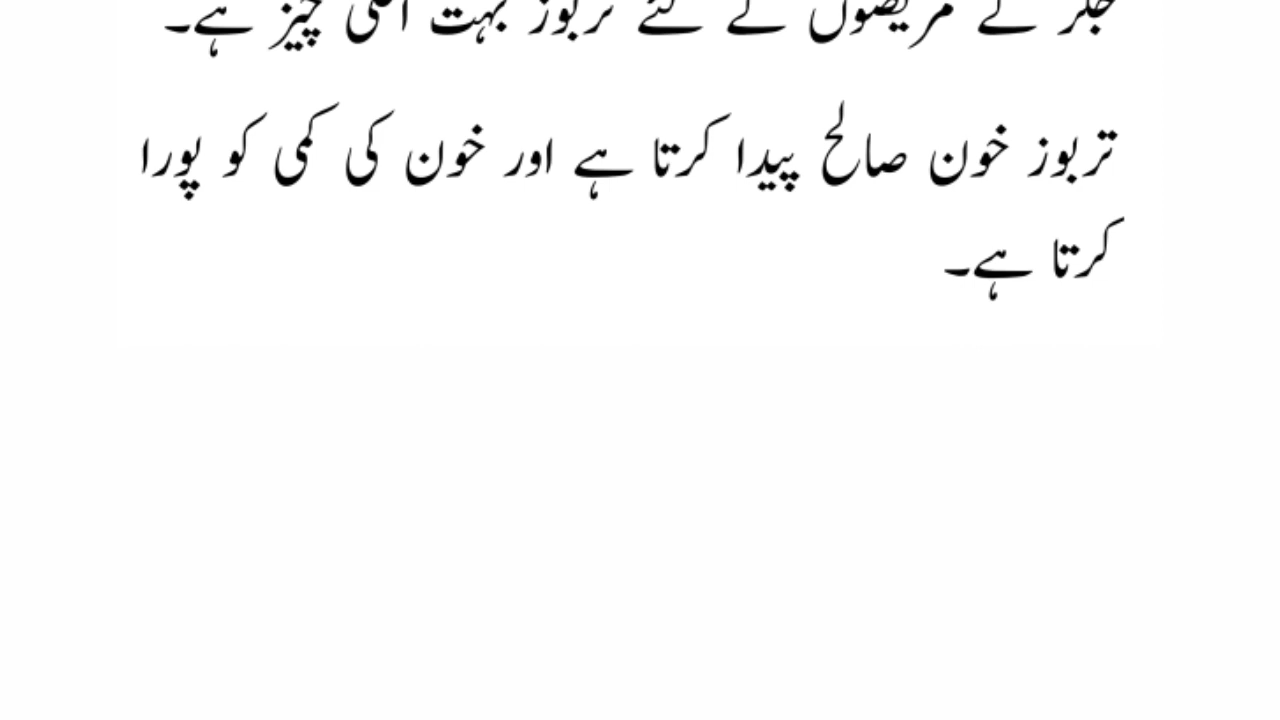 جگر کے مریضوں کے لئے تربوز بہت چیز ہے۔
تربوز خون صالح پیدا کرتا ہے اور خون کی کمی کو پورا
کرتا ہے۔